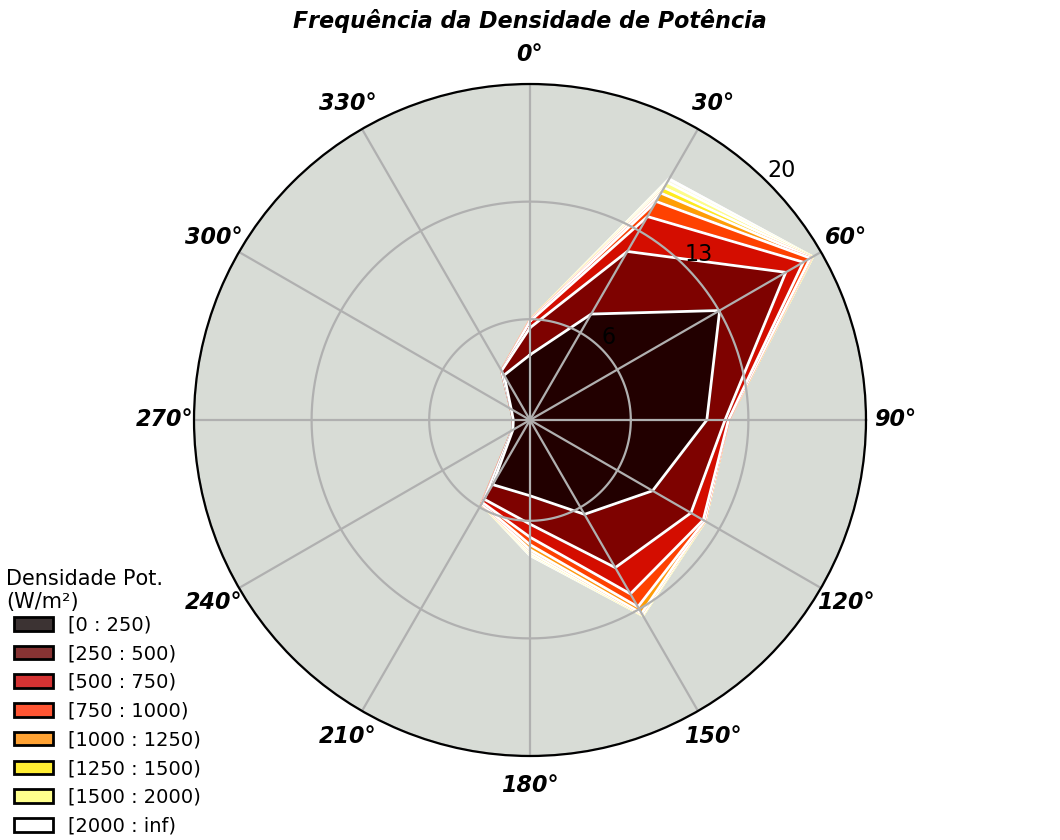 Frequência da Densidade de Potência
0°
30°
60°
90°
120°
150°
180°
210°
240°
270°
300°
330°
6
13
20
Densidade Pot.
(W/m²)
[0 : 250)
[250 : 500)
[500 : 750)
[750 : 1000)
[1000 : 1250)
[1250 : 1500)
[1500 : 2000)
[2000 : inf)